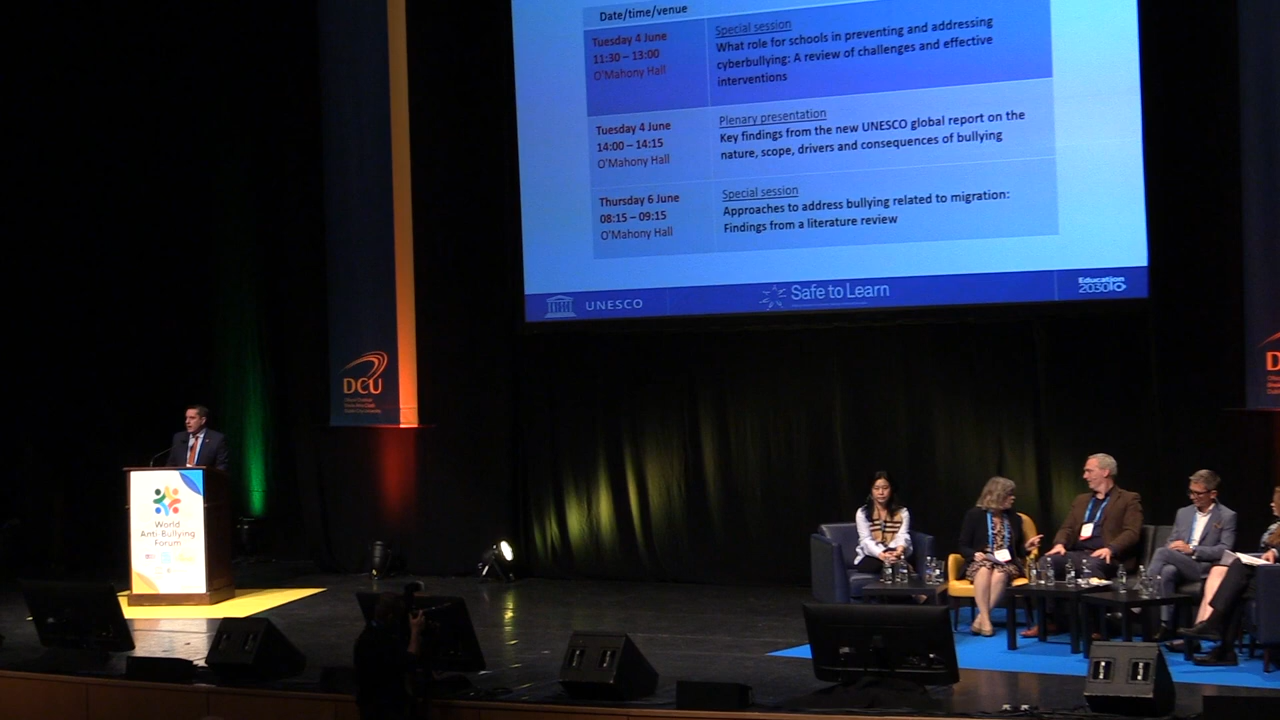 Date/time/venue
Tuesday 4 June
11:30 – 13:00
O'Mahony Hall
Special session
What role for schools in preventing and addressing
cyberbullying: A review of challenges and effective
interventions
Tuesday 4 June
14:00 – 14:15
O'Mahony Hall
Plenary presentation
Key findings from the new UNESCO global report on the
nature, scope, drivers and consequences of bullying
Thursday 6 June
08:15 – 09:15
O'Mahony Hall
Special session
Approaches to address bullying related to migration:
Findings from a literature review
UNESCO
Safe to Learn
Education
2030
DCU
World
Anti-Bullying
Forum
D